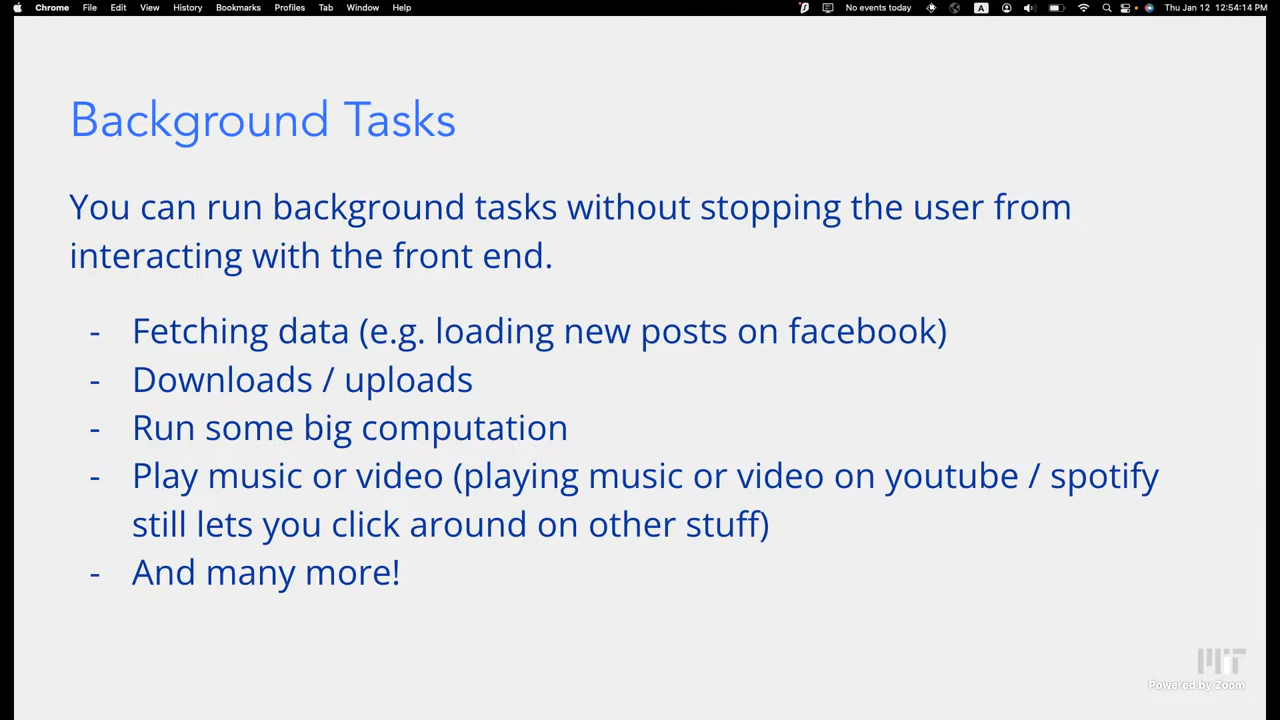 Chrome File Edit View History Bookmarks Profiles Tab Window Help No events today A Thu Jan 12 12:54:14 PM
Background Tasks
You can run background tasks without stopping the user from
interacting with the front end.
- Fetching data (e.g. loading new posts on facebook)
- Downloads / uploads
- Run some big computation
- Play music or video (playing music or video on youtube / spotify
still lets you click around on other stuff)
- And many more!
MIT
Powered by Zoom